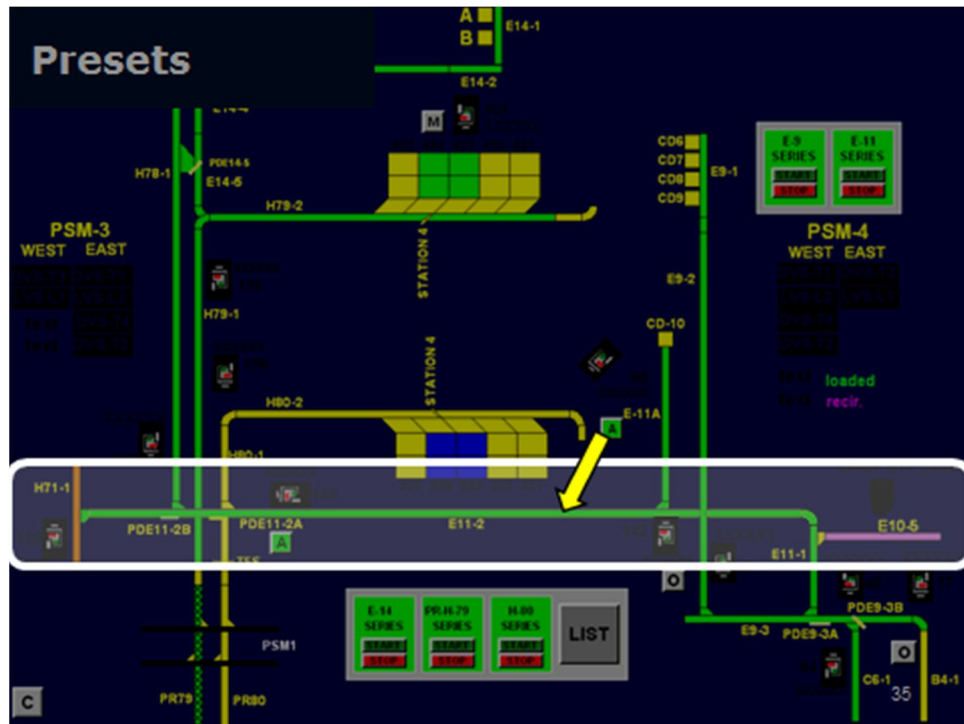 Presets
A
B
E14-1
E14-2
M
E14-4
PDE14-5
E14-5
H78-1
H79-2
CD6
CD7
CD8
CD9
E9-1
E-9
SERIES
START
STOP
E-11
SERIES
START
STOP
PSM-3
WEST EAST
PSM-4
WEST EAST
STATION 4
E9-2
H79-1
CD-10
STATION 4
loaded
recir.
H80-2
E-11A
A
H80-1
H71-1
PDE11-2B
PDE11-2A
E11-2
E10-5
A
E11-1
O
PDE9-3B
E9-3
PDE9-3A
E-14
SERIES
START
STOP
PR-H-79
SERIES
START
STOP
H-80
SERIES
START
STOP
LIST
PSM1
O
C
PR79
PR80
C6-1
35
B4-1